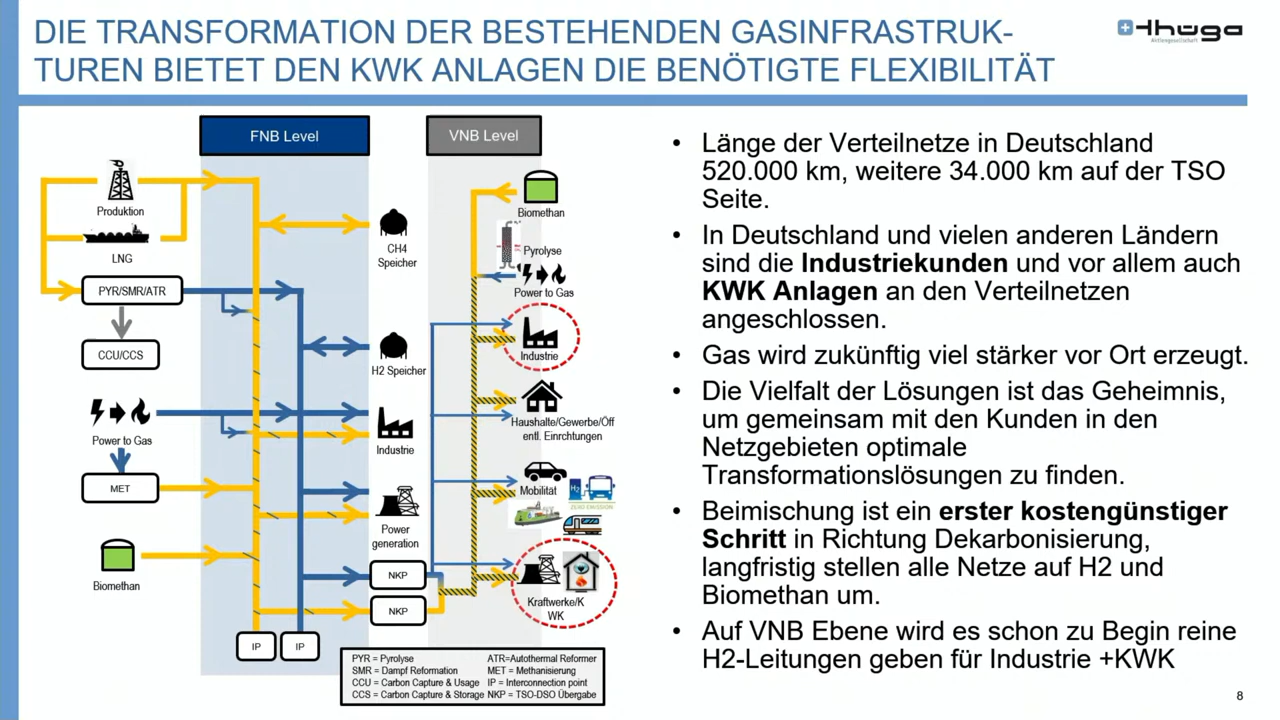 DIE TRANSFORMATION DER BESTEHENDEN GASINFRASTRUK-
TUREN BIETET DEN KWK ANLAGEN DIE BENÖTIGTE FLEXIBILITÄT
thüga
Aktiengesellschaft
FNB Level
VNB Level
Produktion
LNG
PYR/SMR/ATR
CCU/CCS
Power to Gas
MET
Biomethan
CH4
Speicher
H2 Speicher
Industrie
Power
generation
NKP
NKP
IP
IP
Biomethan
Pyrolyse
Power to Gas
Industrie
Haushalte/Gewerbe/Öff
entl. Einrchtungen
Mobilität
H2
ZERO EMISSION
Kraftwerke/K
WK
PYR = Pyrolyse
SMR = Dampf Reformation
CCU = Carbon Capture & Usage
CCS = Carbon Capture & Storage
ATR=Autothermal Reformer
MET = Methanisierung
IP = Interconnection point
NKP = TSO-DSO Übergabe
• Länge der Verteilnetze in Deutschland
520.000 km, weitere 34.000 km auf der TSO
Seite.
• In Deutschland und vielen anderen Ländern
sind die Industriekunden und vor allem auch
KWK Anlagen an den Verteilnetzen
angeschlossen.
• Gas wird zukünftig viel stärker vor Ort erzeugt.
• Die Vielfalt der Lösungen ist das Geheimnis,
um gemeinsam mit den Kunden in den
Netzgebieten optimale
Transformationslösungen zu finden.
• Beimischung ist ein erster kostengünstiger
Schritt in Richtung Dekarbonisierung,
langfristig stellen alle Netze auf H2 und
Biomethan um.
• Auf VNB Ebene wird es schon zu Begin reine
H2-Leitungen geben für Industrie +KWK
8